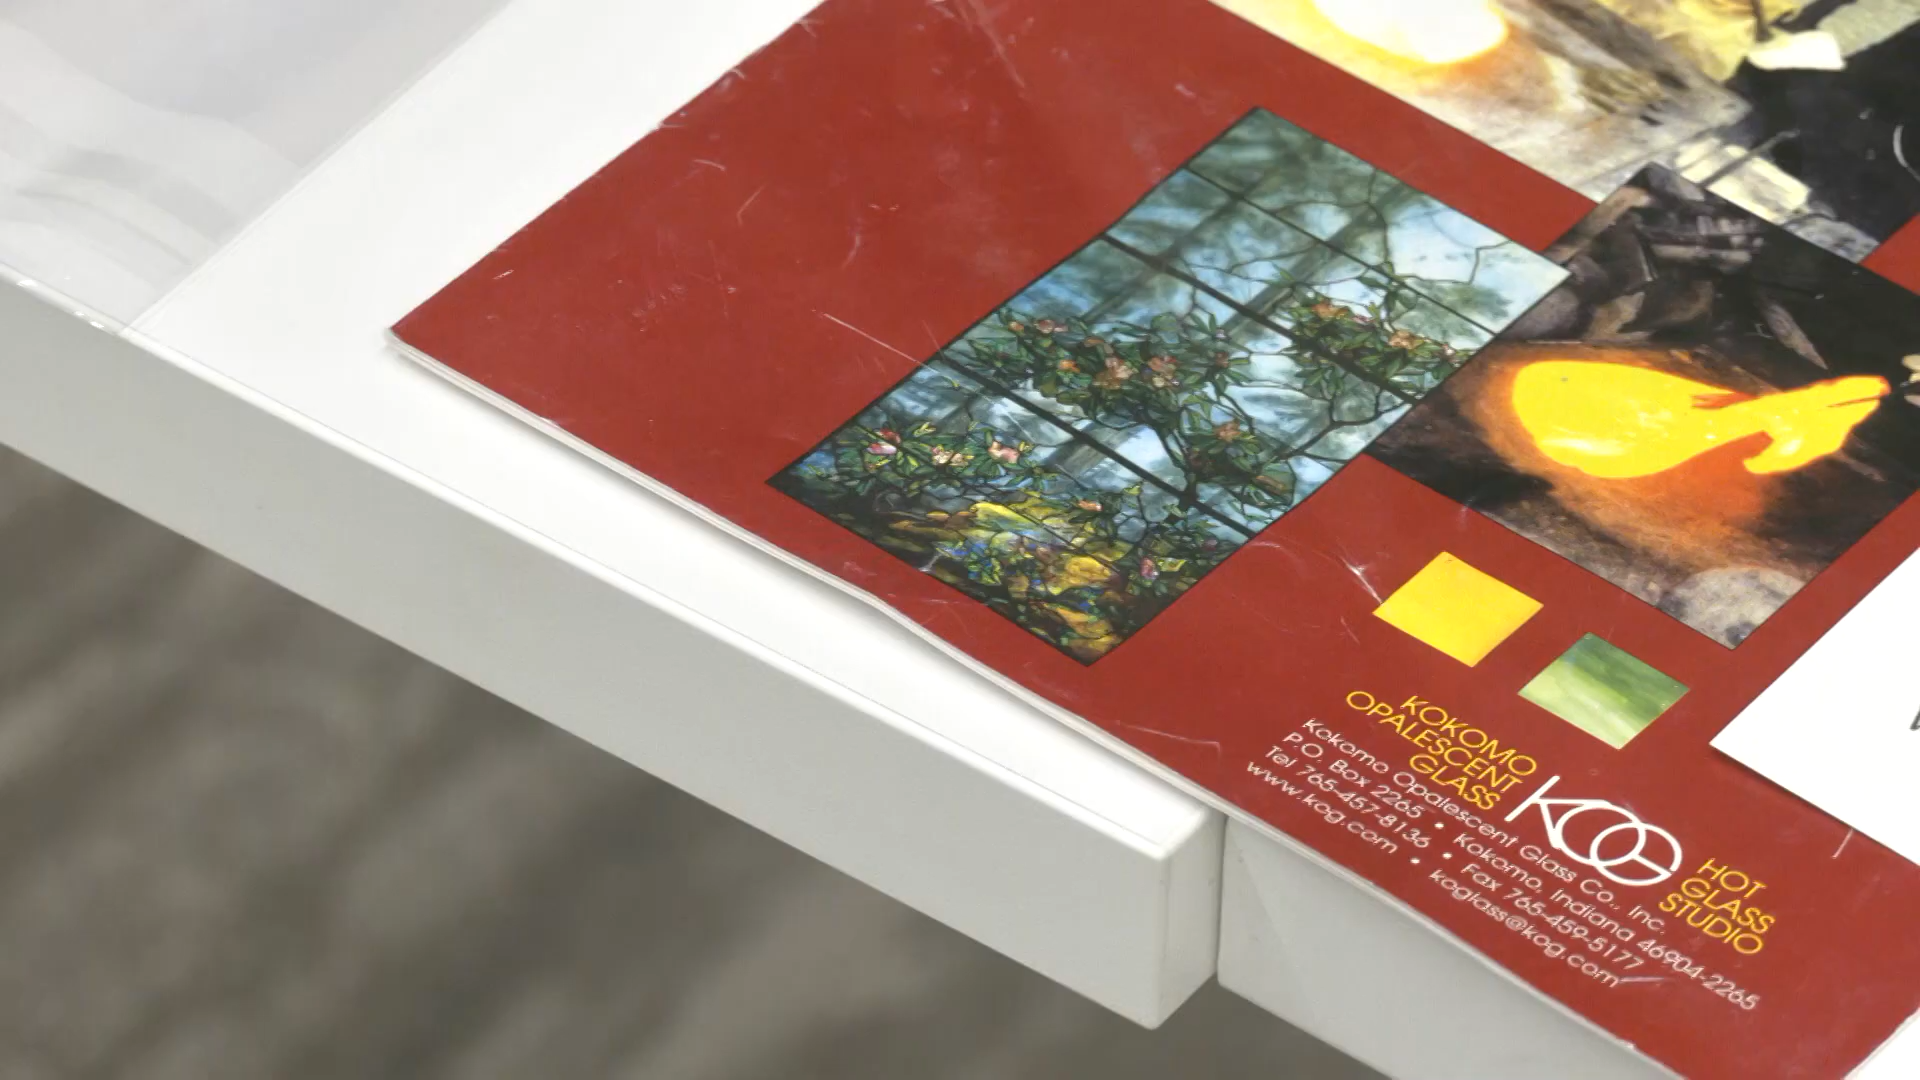 KOKOMO
OPALESCENT
GLASS
KOG
HOT
GLASS
STUDIO
Kokomo Opalescent Glass Co., Inc.
P.O. Box 2265 • Kokomo, Indiana 46904-2265
Tel 765-457-8136 • Fax 765-459-5177
www.kog.com • koglass@kog.com